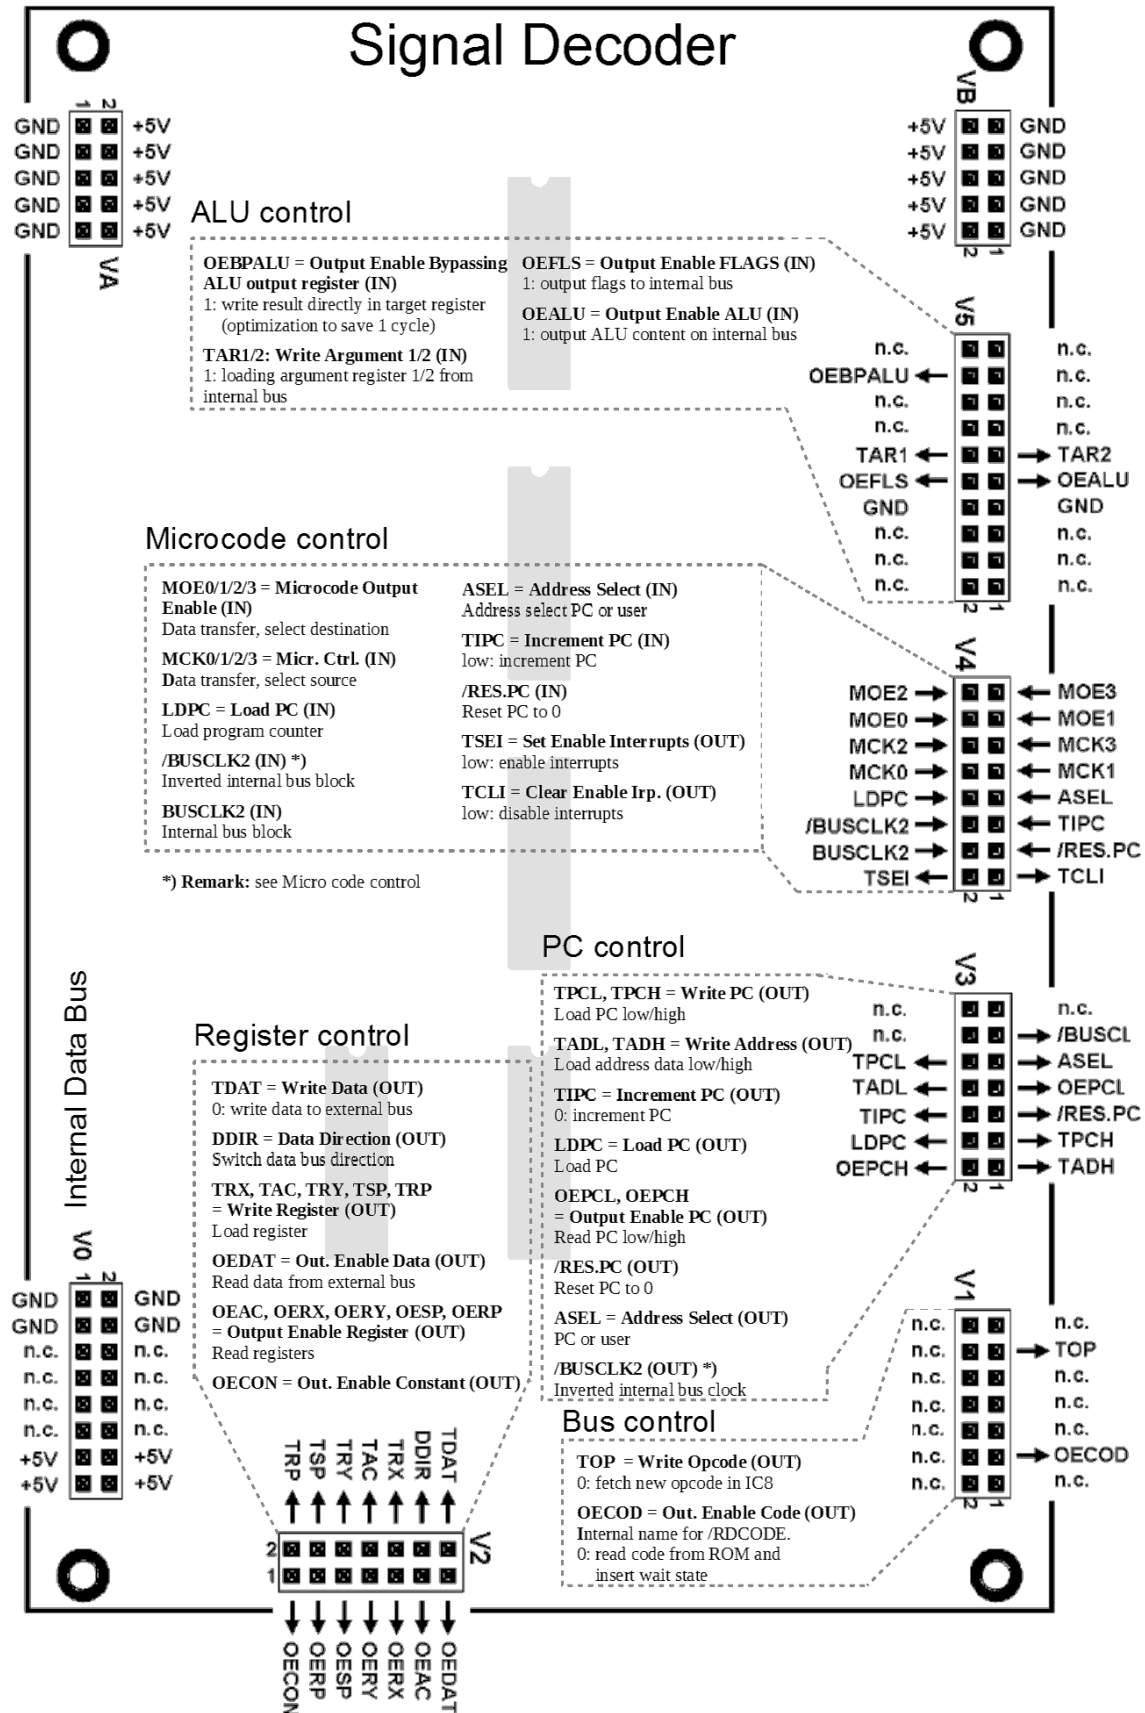 Signal Decoder
1 2
GND +5V
GND +5V
GND +5V
GND +5V
GND +5V
VA
VB
+5V GND
+5V GND
+5V GND
+5V GND
+5V GND
2 1
ALU control
OEBPALU = Output Enable Bypassing
ALU output register (IN)
1: write result directly in target register
(optimization to save 1 cycle)
TAR1/2: Write Argument 1/2 (IN)
1: loading argument register 1/2 from
internal bus
OEFLS = Output Enable FLAGS (IN)
1: output flags to internal bus
OEALU = Output Enable ALU (IN)
1: output ALU content on internal bus
V5
n.c. n.c.
OEBPALU n.c.
n.c. n.c.
n.c. n.c.
TAR1 TAR2
OEFLS OEALU
GND GND
n.c. n.c.
n.c. n.c.
n.c. n.c.
2 1
Microcode control
MOE0/1/2/3 = Microcode Output
Enable (IN)
Data transfer, select destination
MCK0/1/2/3 = Micr. Ctrl. (IN)
Data transfer, select source
LDPC = Load PC (IN)
Load program counter
/BUSCLK2 (IN) *)
Inverted internal bus block
BUSCLK2 (IN)
Internal bus block
ASEL = Address Select (IN)
Address select PC or user
TIPC = Increment PC (IN)
low: increment PC
/RES.PC (IN)
Reset PC to 0
TSEI = Set Enable Interrupts (OUT)
low: enable interrupts
TCLI = Clear Enable Irp. (OUT)
low: disable interrupts
*) Remark: see Micro code control
V4
MOE2 MOE3
MOE0 MOE1
MCK2 MCK3
MCK0 MCK1
LDPC ASEL
/BUSCLK2 TIPC
BUSCLK2 /RES.PC
TSEI TCLI
2 1
PC control
TPCL, TPCH = Write PC (OUT)
Load PC low/high
TADL, TADH = Write Address (OUT)
Load address data low/high
TIPC = Increment PC (OUT)
0: increment PC
LDPC = Load PC (OUT)
Load PC
OEPCL, OEPCH
= Output Enable PC (OUT)
Read PC low/high
/RES.PC (OUT)
Reset PC to 0
ASEL = Address Select (OUT)
PC or user
/BUSCLK2 (OUT) *)
Inverted internal bus clock
V3
n.c. n.c.
n.c. /BUSCL
TPCL ASEL
TADL OEPCL
TIPC /RES.PC
LDPC TPCH
OEPCH TADH
2 1
Register control
TDAT = Write Data (OUT)
0: write data to external bus
DDIR = Data Direction (OUT)
Switch data bus direction
TRX, TAC, TRY, TSP, TRP
= Write Register (OUT)
Load register
OEDAT = Out. Enable Data (OUT)
Read data from external bus
OEAC, OERX, OERY, OESP, OERP
= Output Enable Register (OUT)
Read registers
OECON = Out. Enable Constant (OUT)
Internal Data Bus
V0
1 2
GND GND
GND GND
n.c. n.c.
n.c. n.c.
n.c. n.c.
n.c. n.c.
+5V +5V
+5V +5V
V1
n.c. n.c.
n.c. TOP
n.c. n.c.
n.c. n.c.
n.c. n.c.
n.c. OECOD
n.c. n.c.
2 1
Bus control
TOP = Write Opcode (OUT)
0: fetch new opcode in IC8
OECOD = Out. Enable Code (OUT)
Internal name for /RDCODE.
0: read code from ROM and
insert wait state
TRP TSP TRY TAC TRX DDIR TDAT
2
1
V2
OECON OERP OESP OERY OERX OEAC OEDAT